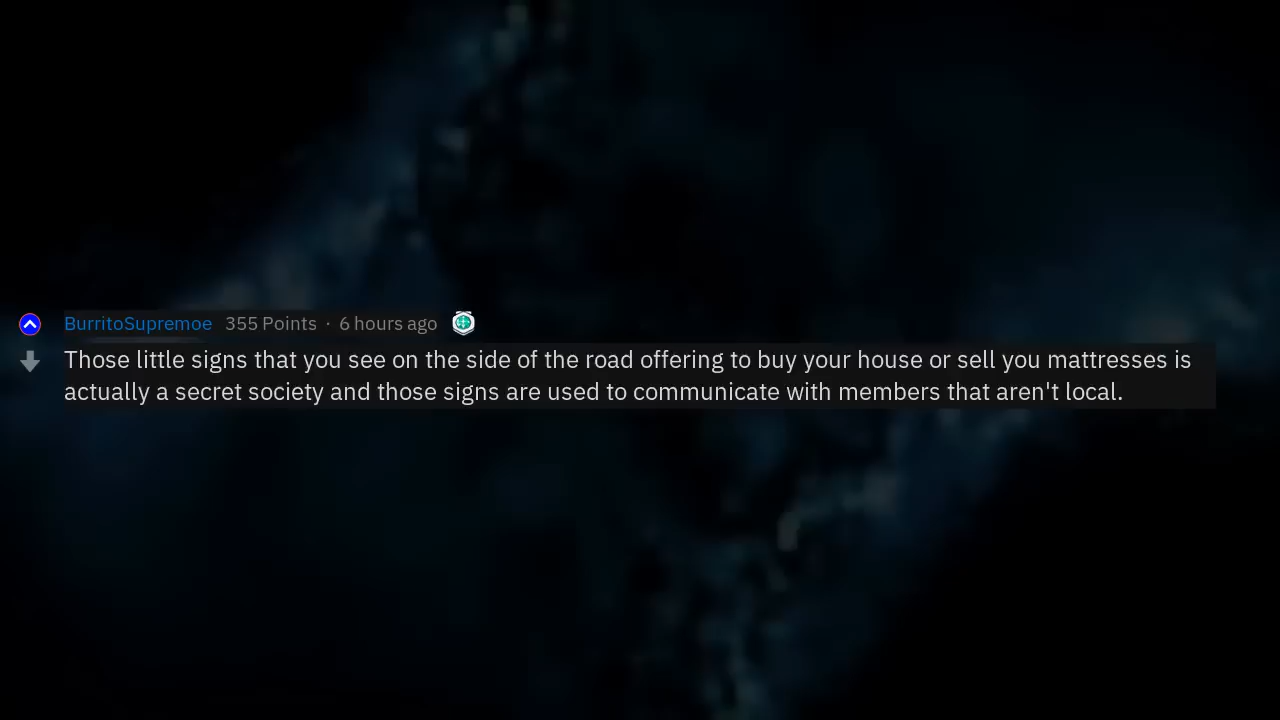 BurritoSupremoe 355 Points · 6 hours ago
Those little signs that you see on the side of the road offering to buy your house or sell you mattresses is
actually a secret society and those signs are used to communicate with members that aren't local.